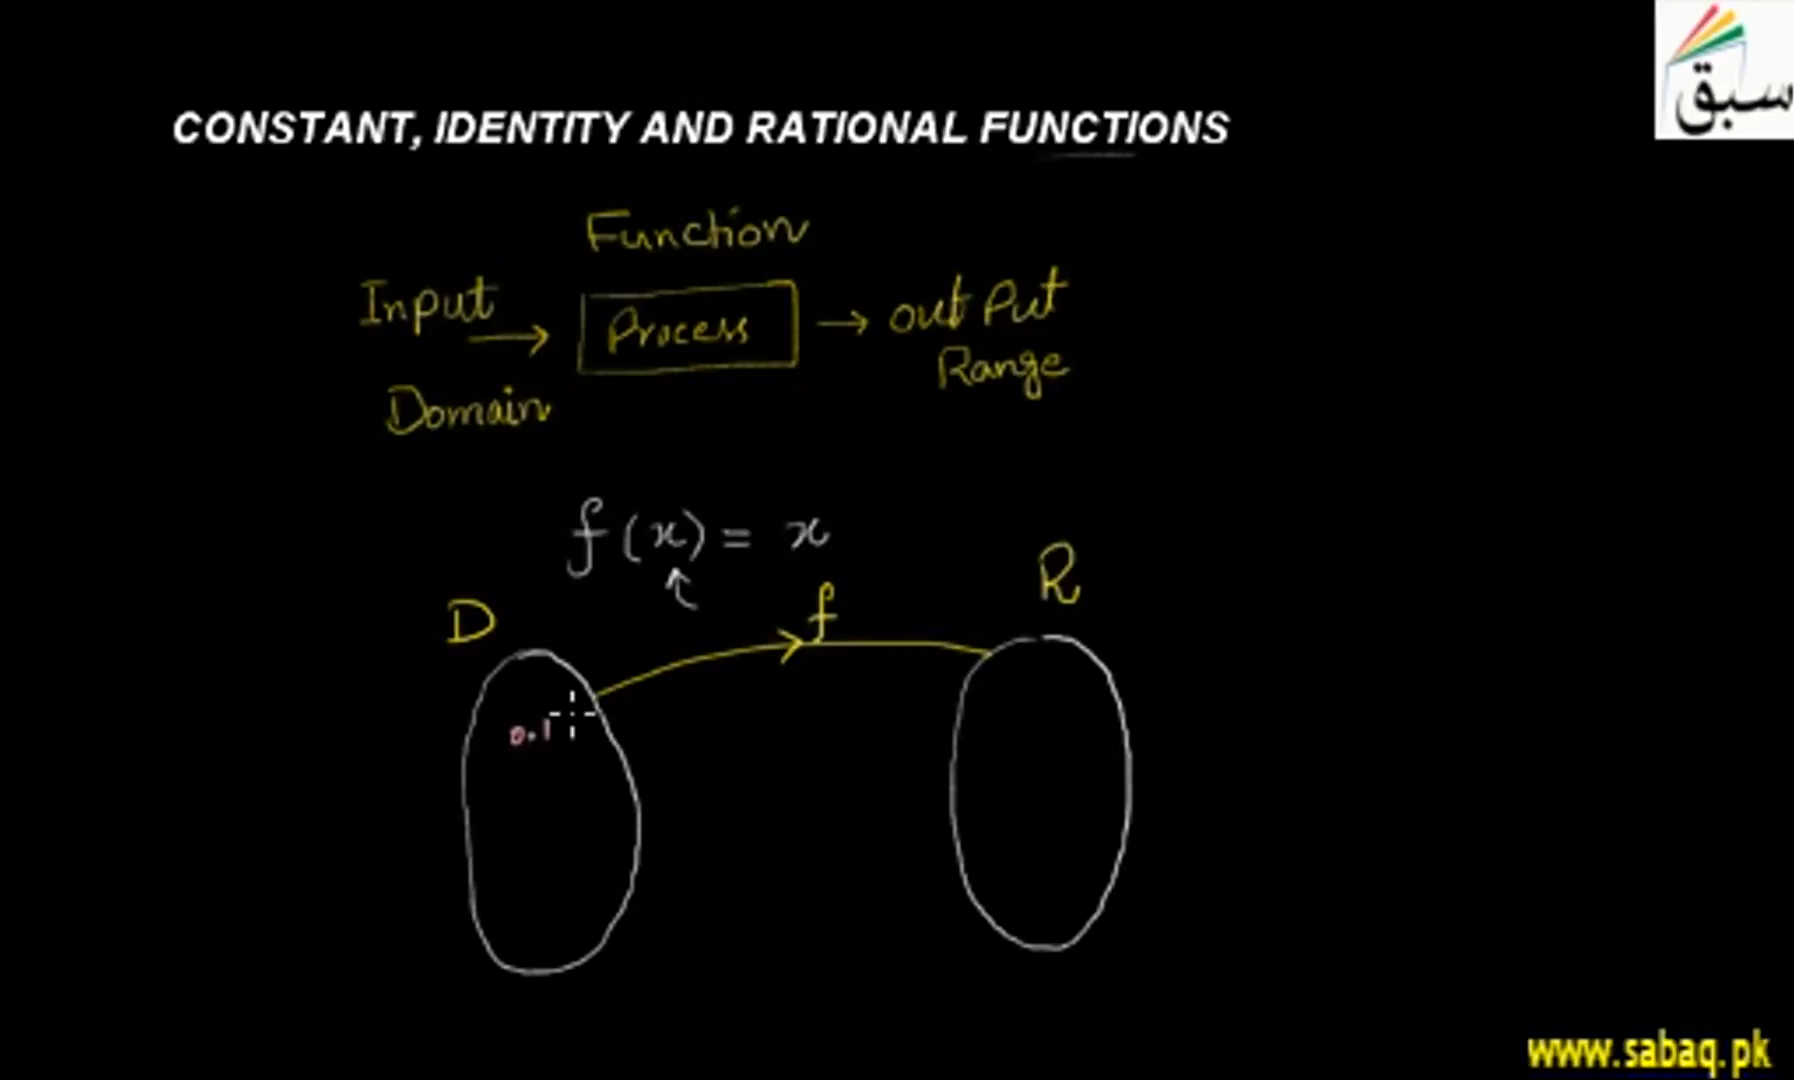 سبق
CONSTANT, IDENTITY AND RATIONAL FUNCTIONS
Function
Input → Process → out Put
Domain
Range
f(x) = x
D
f
R
0.1
www.sabaq.pk